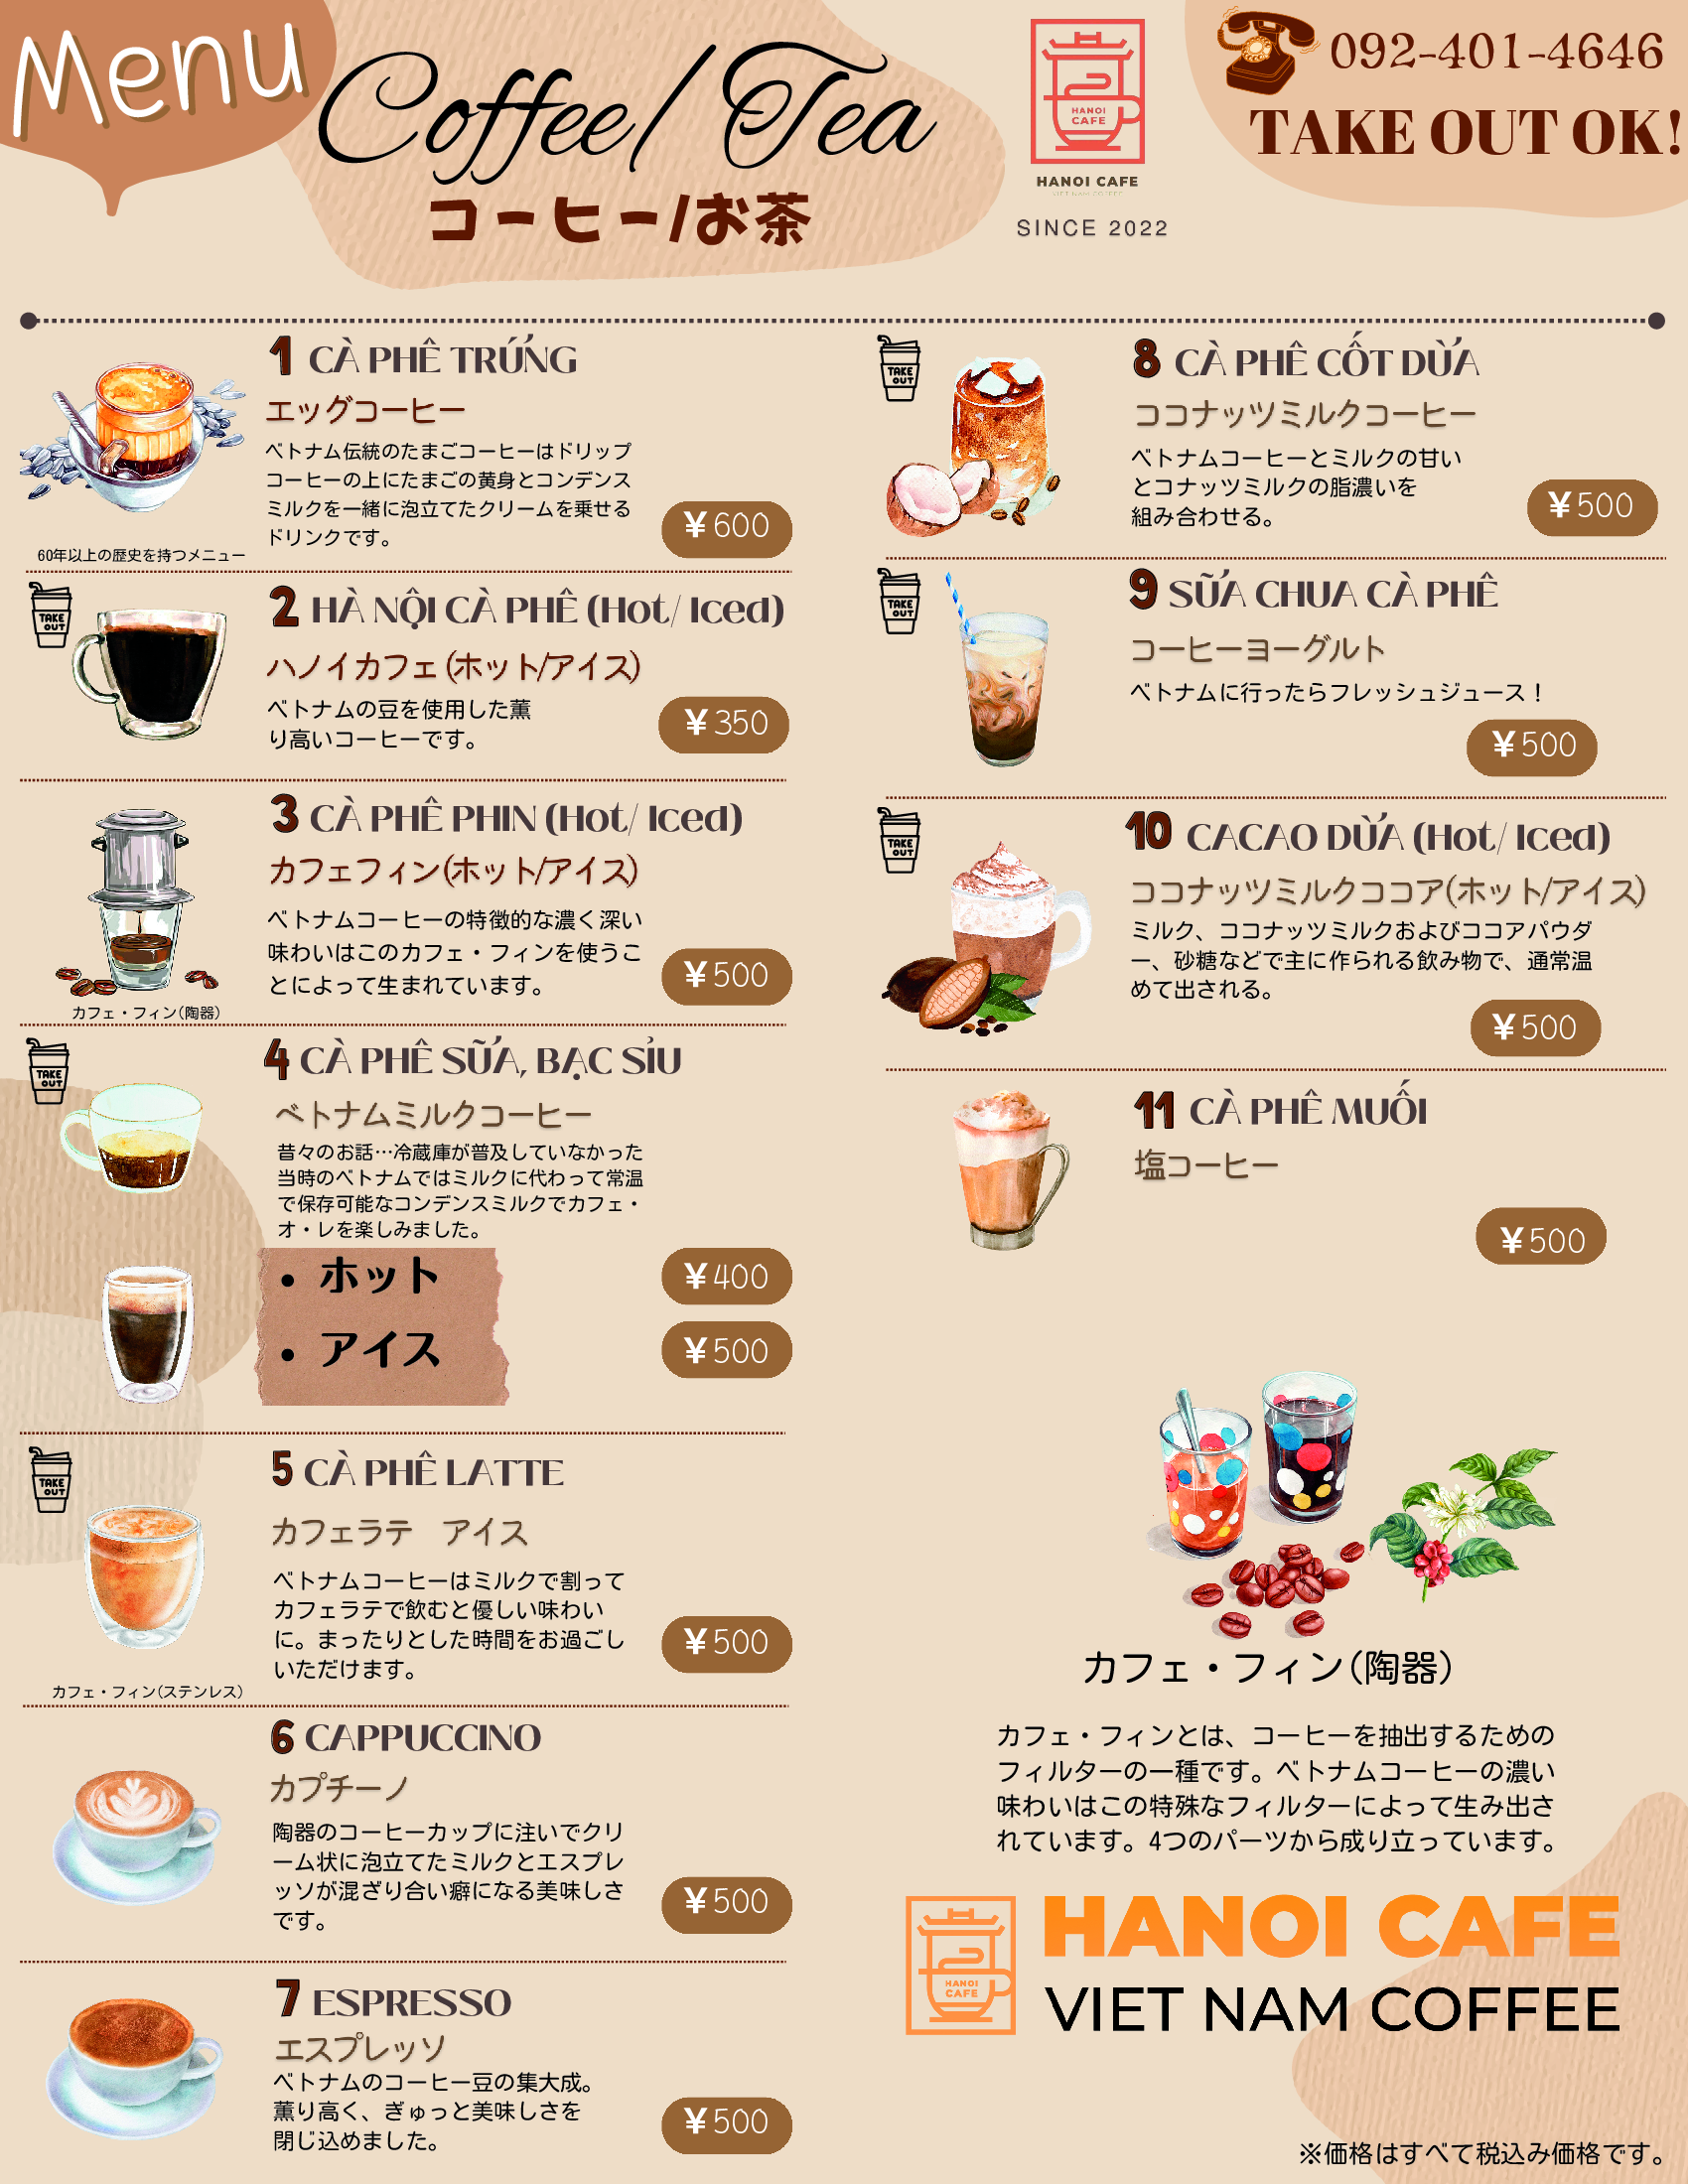 Menu
Coffee/Tea
コーヒー/お茶
HANOI
CAFE
HANOI CAFE
VIET NAM COFFEE
SINCE 2022
092-401-4646
TAKE OUT OK!
1 CÀ PHÊ TRỨNG
エッグコーヒー
ベトナム伝統のたまごコーヒーはドリップ
コーヒーの上にたまごの黄身とコンデンス
ミルクを一緒に泡立てたクリームを乗せる
ドリンクです。
¥600
60年以上の歴史を持つメニュー
TAKE
OUT
2 HÀ NỘI CÀ PHÊ (Hot/ Iced)
ハノイカフェ(ホット/アイス)
ベトナムの豆を使用した薫
り高いコーヒーです。
¥350
3 CÀ PHÊ PHIN (Hot/ Iced)
カフェフィン(ホット/アイス)
ベトナムコーヒーの特徴的な濃く深い
味わいはこのカフェ・フィンを使うこ
とによって生まれています。
¥500
カフェ・フィン(陶器)
TAKE
OUT
4 CÀ PHÊ SỮA, BẠC SỈU
ベトナムミルクコーヒー
昔々のお話…冷蔵庫が普及していなかった
当時のベトナムではミルクに代わって常温
で保存可能なコンデンスミルクでカフェ・
オ・レを楽しみました。
• ホット
¥400
• アイス
¥500
TAKE
OUT
5 CÀ PHÊ LATTE
カフェラテ　アイス
ベトナムコーヒーはミルクで割って
カフェラテで飲むと優しい味わい
に。まったりとした時間をお過ごし
いただけます。
¥500
カフェ・フィン(ステンレス)
6 CAPPUCCINO
カプチーノ
陶器のコーヒーカップに注いでクリ
ーム状に泡立てたミルクとエスプレ
ッソが混ざり合い癖になる美味しさ
です。
¥500
7 ESPRESSO
エスプレッソ
ベトナムのコーヒー豆の集大成。
薫り高く、ぎゅっと美味しさを
閉じ込めました。
¥500
TAKE
OUT
8 CÀ PHÊ CỐT DỪA
ココナッツミルクコーヒー
ベトナムコーヒーとミルクの甘い
とコナッツミルクの脂濃いを
組み合わせる。
¥500
TAKE
OUT
9 SỮA CHUA CÀ PHÊ
コーヒーヨーグルト
ベトナムに行ったらフレッシュジュース！
¥500
TAKE
OUT
10 CACAO DỪA (Hot/ Iced)
ココナッツミルクココア(ホット/アイス)
ミルク、ココナッツミルクおよびココアパウダ
ー、砂糖などで主に作られる飲み物で、通常温
めて出される。
¥500
11 CÀ PHÊ MUỐI
塩コーヒー
¥500
カフェ・フィン(陶器)
カフェ・フィンとは、コーヒーを抽出するための
フィルターの一種です。ベトナムコーヒーの濃い
味わいはこの特殊なフィルターによって生み出さ
れています。4つのパーツから成り立っています。
HANOI
CAFE
HANOI CAFE
VIET NAM COFFEE
※価格はすべて税込み価格です。